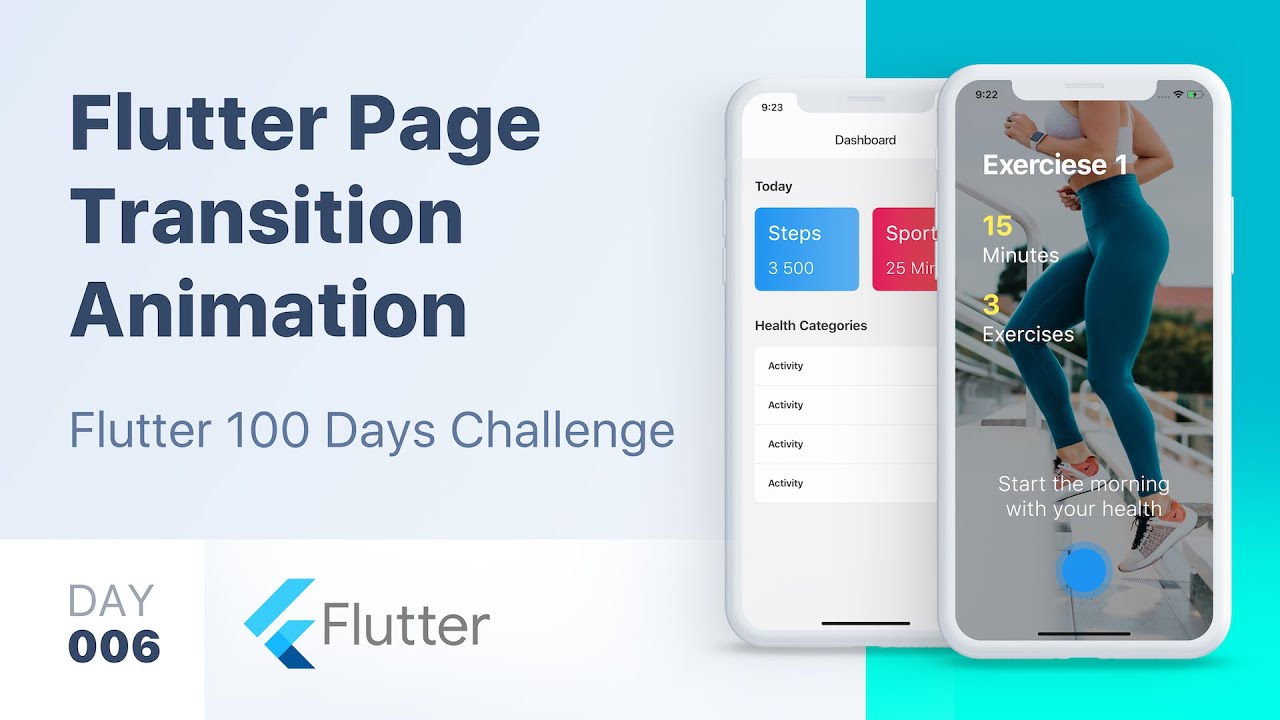 Flutter Page
Transition
Animation
Flutter 100 Days Challenge
DAY
006
Flutter
9:23
Dashboard
Today
Steps
3 500
Sport
25 Min
Health Categories
Activity
Activity
Activity
Activity
9:22
Exerciese 1
15
Minutes
3
Exercises
Start the morning
with your health